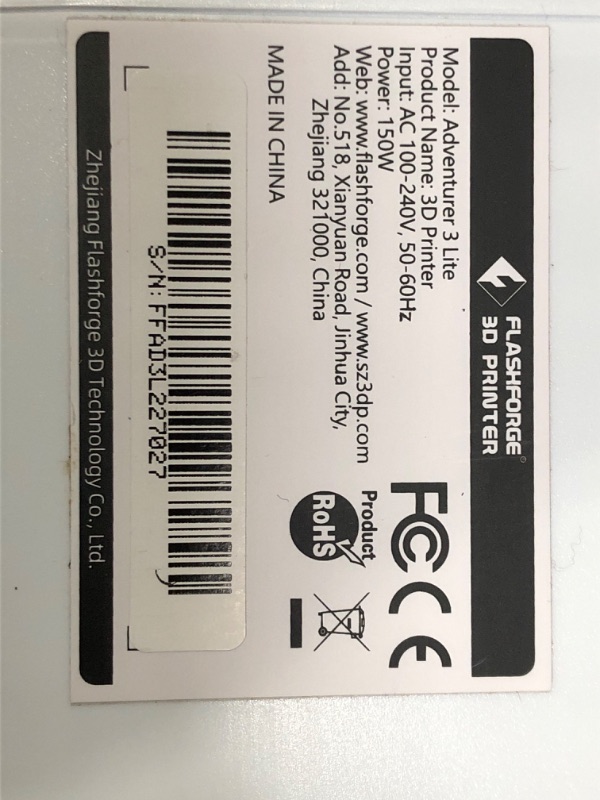 FLASHFORGE®
3D PRINTER
Model: Adventurer 3 Lite
Product Name: 3D Printer
Input: AC 100-240V, 50-60Hz
Power: 150W
Web: www.flashforge.com / www.sz3dp.com
Add: No.518, Xianyuan Road, Jinhua City,
Zhejiang 321000, China
MADE IN CHINA
FC CE
Product
RoHS
S/N: FFAD3L227027
Zhejiang Flashforge 3D Technology Co., Ltd.